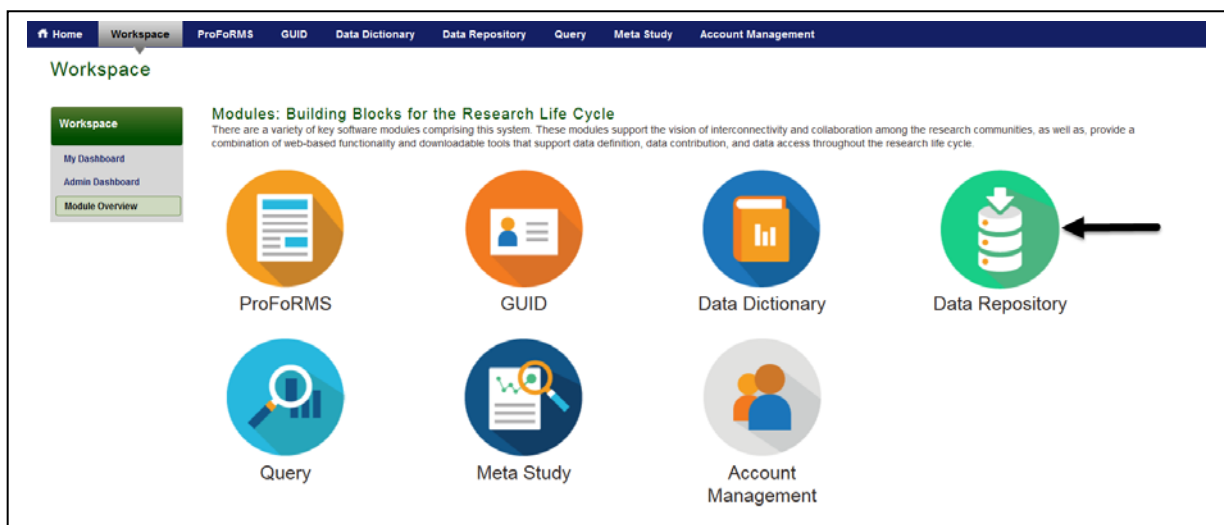 Home Workspace ProFoRMS GUID Data Dictionary Data Repository Query Meta Study Account Management
Workspace
Workspace
My Dashboard
Admin Dashboard
Module Overview
Modules: Building Blocks for the Research Life Cycle
There are a variety of key software modules comprising this system. These modules support the vision of interconnectivity and collaboration among the research communities, as well as, provide a
combination of web-based functionality and downloadable tools that support data definition, data contribution, and data access throughout the research life cycle.
ProFoRMS
GUID
Data Dictionary
Data Repository
Query
Meta Study
Account
Management